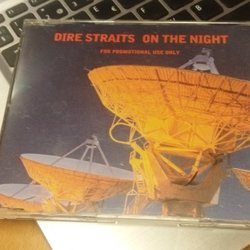 DIRE STRAITS ON THE NIGHT
FOR PROMOTIONAL USE ONLY